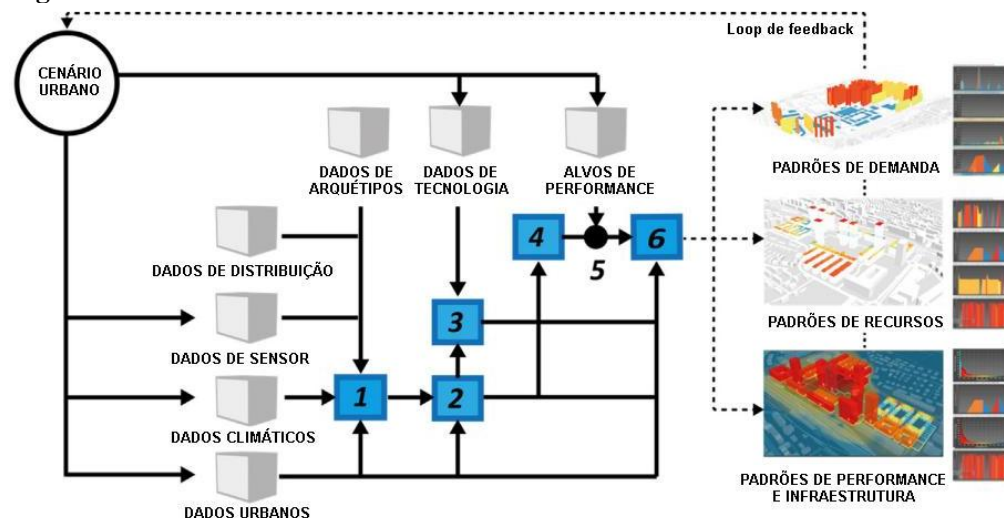 Loop de feedback
CENÁRIO
URBANO
DADOS DE
ARQUÉTIPOS
DADOS DE
TECNOLOGIA
ALVOS DE
PERFORMANCE
PADRÕES DE DEMANDA
DADOS DE DISTRIBUIÇÃO
4
5
6
DADOS DE SENSOR
3
PADRÕES DE RECURSOS
1
2
DADOS CLIMÁTICOS
DADOS URBANOS
PADRÕES DE PERFORMANCE
E INFRAESTRUTURA